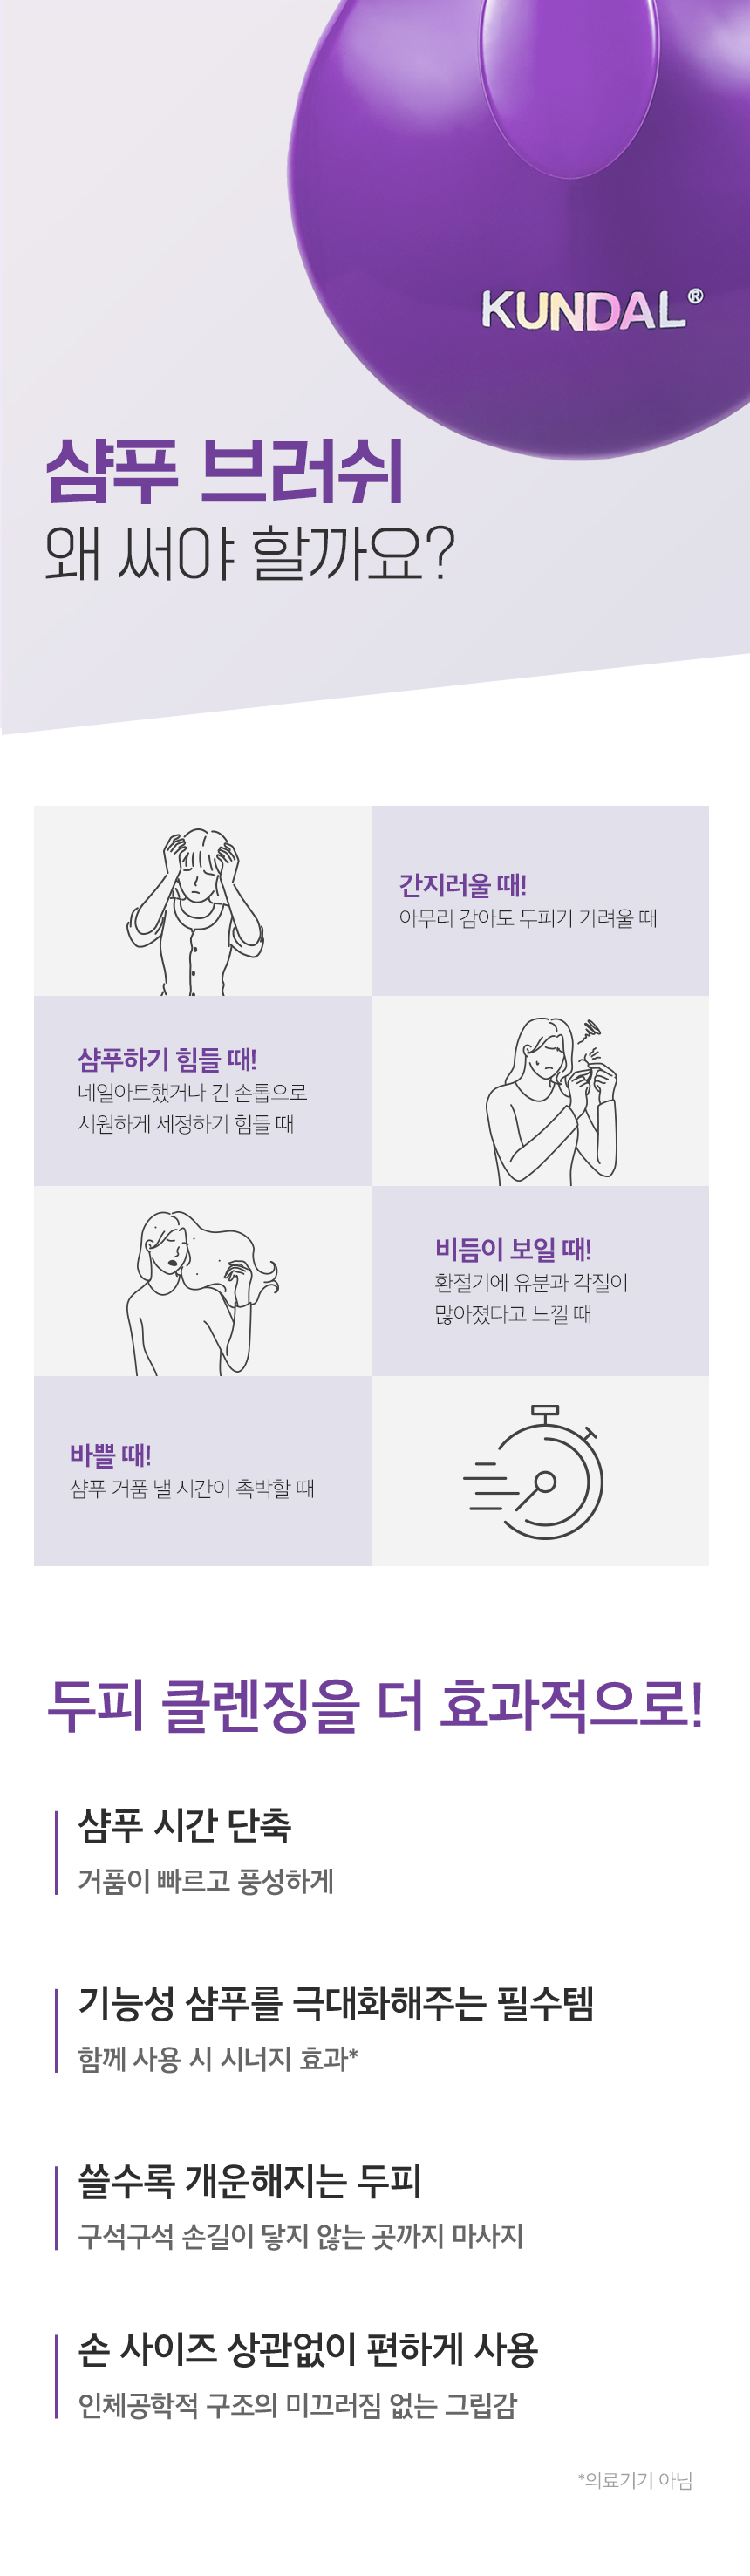 KUNDAL®
샴푸 브러쉬
왜 써야 할까요?
간지러울 때!
아무리 감아도 두피가 가려울 때
샴푸하기 힘들 때!
네일아트했거나 긴 손톱으로
시원하게 세정하기 힘들 때
비듬이 보일 때!
환절기에 유분과 각질이
많아졌다고 느낄 때
바쁠 때!
샴푸 거품 낼 시간이 촉박할 때
두피 클렌징을 더 효과적으로!
샴푸 시간 단축
거품이 빠르고 풍성하게
기능성 샴푸를 극대화해주는 필수템
함께 사용 시 시너지 효과*
쓸수록 개운해지는 두피
구석구석 손길이 닿지 않는 곳까지 마사지
손 사이즈 상관없이 편하게 사용
인체공학적 구조의 미끄러짐 없는 그립감
*의료기기 아님